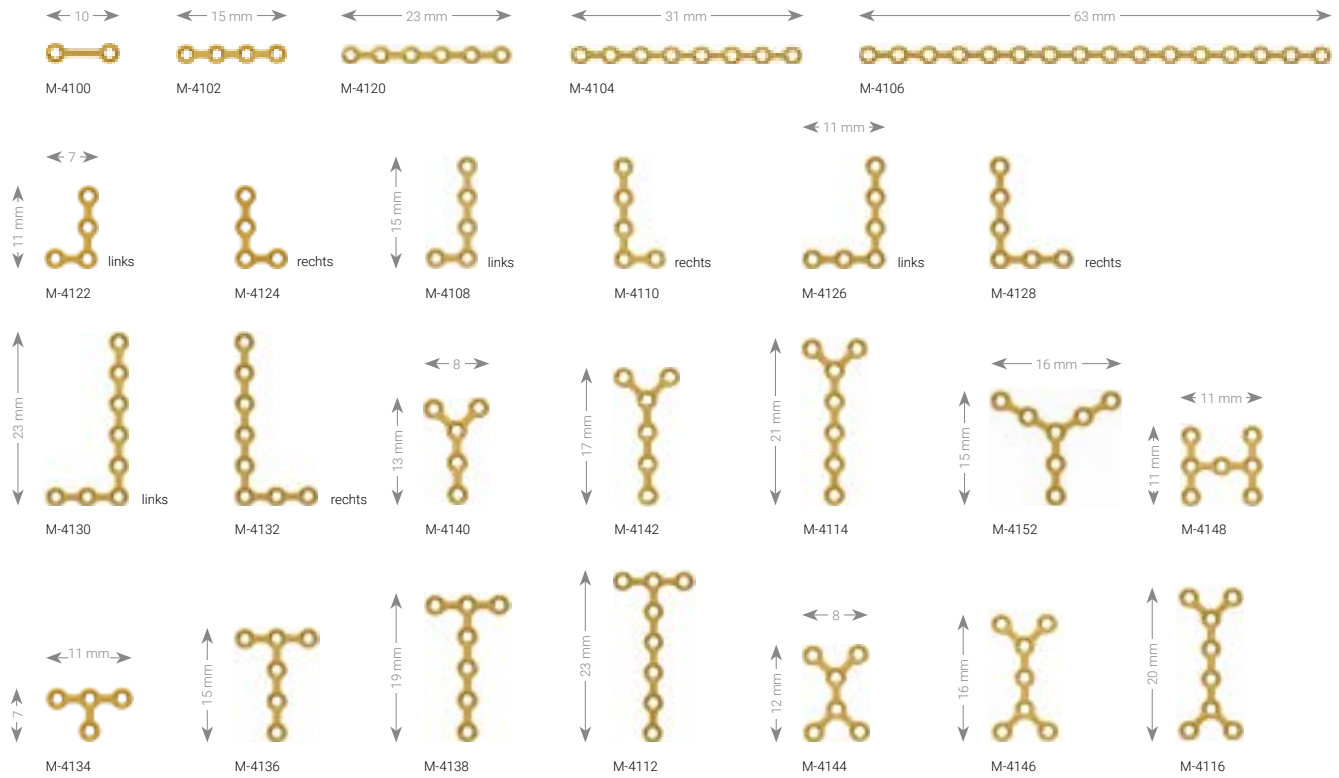 10 15 mm 23 mm 31 mm 63 mm
M-4100 M-4102 M-4120 M-4104 M-4106
11 mm
7
11 mm 15 mm
links rechts links rechts links rechts
M-4122 M-4124 M-4108 M-4110 M-4126 M-4128
8 16 mm 11 mm
23 mm 13 mm 17 mm 21 mm 15 mm 11 mm
links rechts
M-4130 M-4132 M-4140 M-4142 M-4114 M-4152 M-4148
11 mm 8
7 15 mm 19 mm 23 mm 12 mm 16 mm 20 mm
M-4134 M-4136 M-4138 M-4112 M-4144 M-4146 M-4116